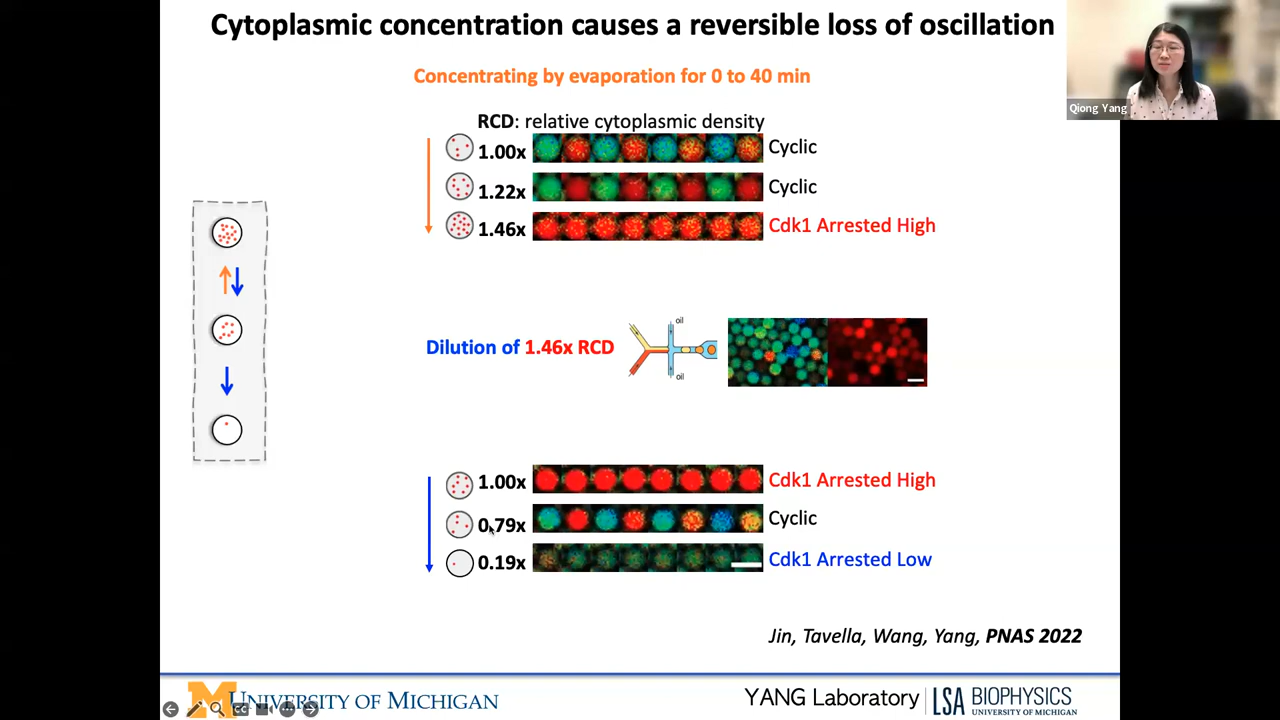 Cytoplasmic concentration causes a reversible loss of oscillation
Qiong Yang
Concentrating by evaporation for 0 to 40 min
RCD: relative cytoplasmic density
1.00x Cyclic
1.22x Cyclic
1.46x Cdk1 Arrested High
oil
Dilution of 1.46x RCD
oil
1.00x Cdk1 Arrested High
0.79x Cyclic
0.19x Cdk1 Arrested Low
Jin, Tavella, Wang, Yang, PNAS 2022
M UNIVERSITY OF MICHIGAN
YANG Laboratory LSA BIOPHYSICS
UNIVERSITY OF MICHIGAN